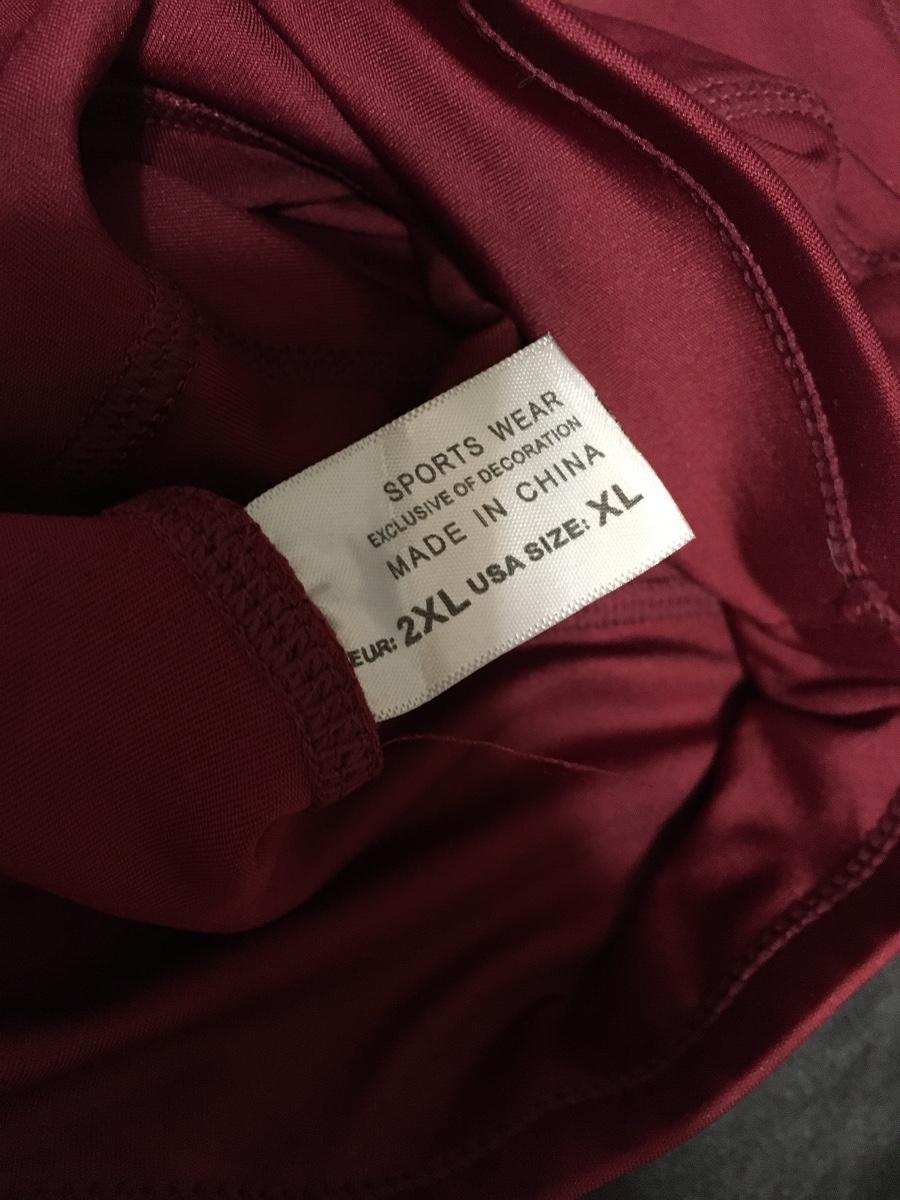 SPORTS WEAR
EXCLUSIVE OF DECORATION
MADE IN CHINA
EUR: 2XL USA SIZE: XL